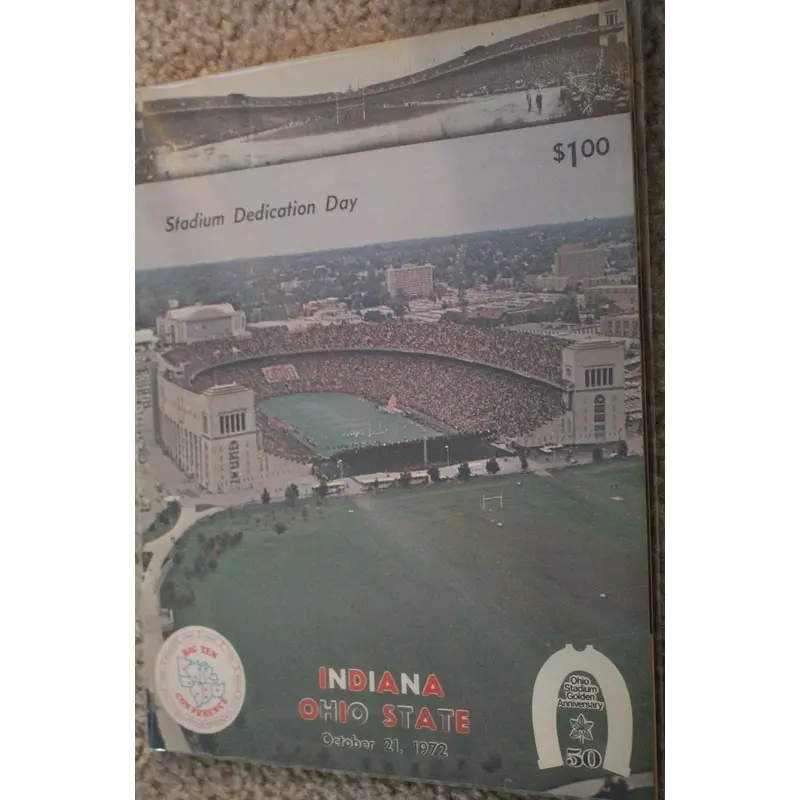 $1.00
Stadium Dedication Day
BIG TEN
CONFERENCE
INDIANA
OHIO STATE
October 21, 1972
Ohio
Stadium
Golden
Anniversary
50